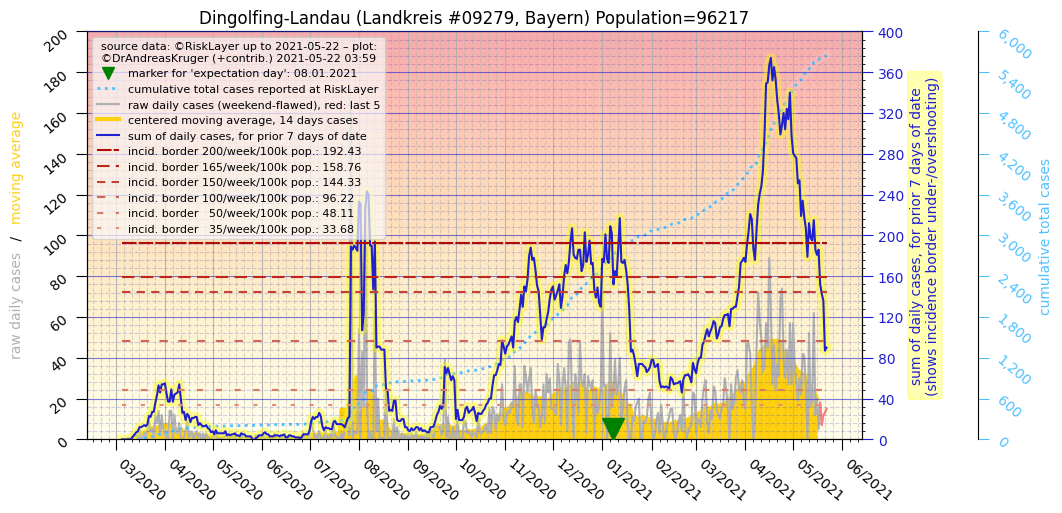 Dingolfing-Landau (Landkreis #09279, Bayern) Population=96217
source data: ©RiskLayer up to 2021-05-22 – plot:
©DrAndreasKruger (+contrib.) 2021-05-22 03:59
marker for 'expectation day': 08.01.2021
cumulative total cases reported at RiskLayer
raw daily cases (weekend-flawed), red: last 5
centered moving average, 14 days cases
sum of daily cases, for prior 7 days of date
incid. border 200/week/100k pop.: 192.43
incid. border 165/week/100k pop.: 158.76
incid. border 150/week/100k pop.: 144.33
incid. border 100/week/100k pop.: 96.22
incid. border   50/week/100k pop.: 48.11
incid. border   35/week/100k pop.: 33.68
raw daily cases / moving average
200
180
160
140
120
100
80
60
40
20
0
03/2020
04/2020
05/2020
06/2020
07/2020
08/2020
09/2020
10/2020
11/2020
12/2020
01/2021
02/2021
03/2021
04/2021
05/2021
06/2021
400
360
320
280
240
200
160
120
80
40
0
sum of daily cases, for prior 7 days of date
(shows incidence border under-/overshooting)
6,000
5,400
4,800
4,200
3,600
3,000
2,400
1,800
1,200
600
0
cumulative total cases